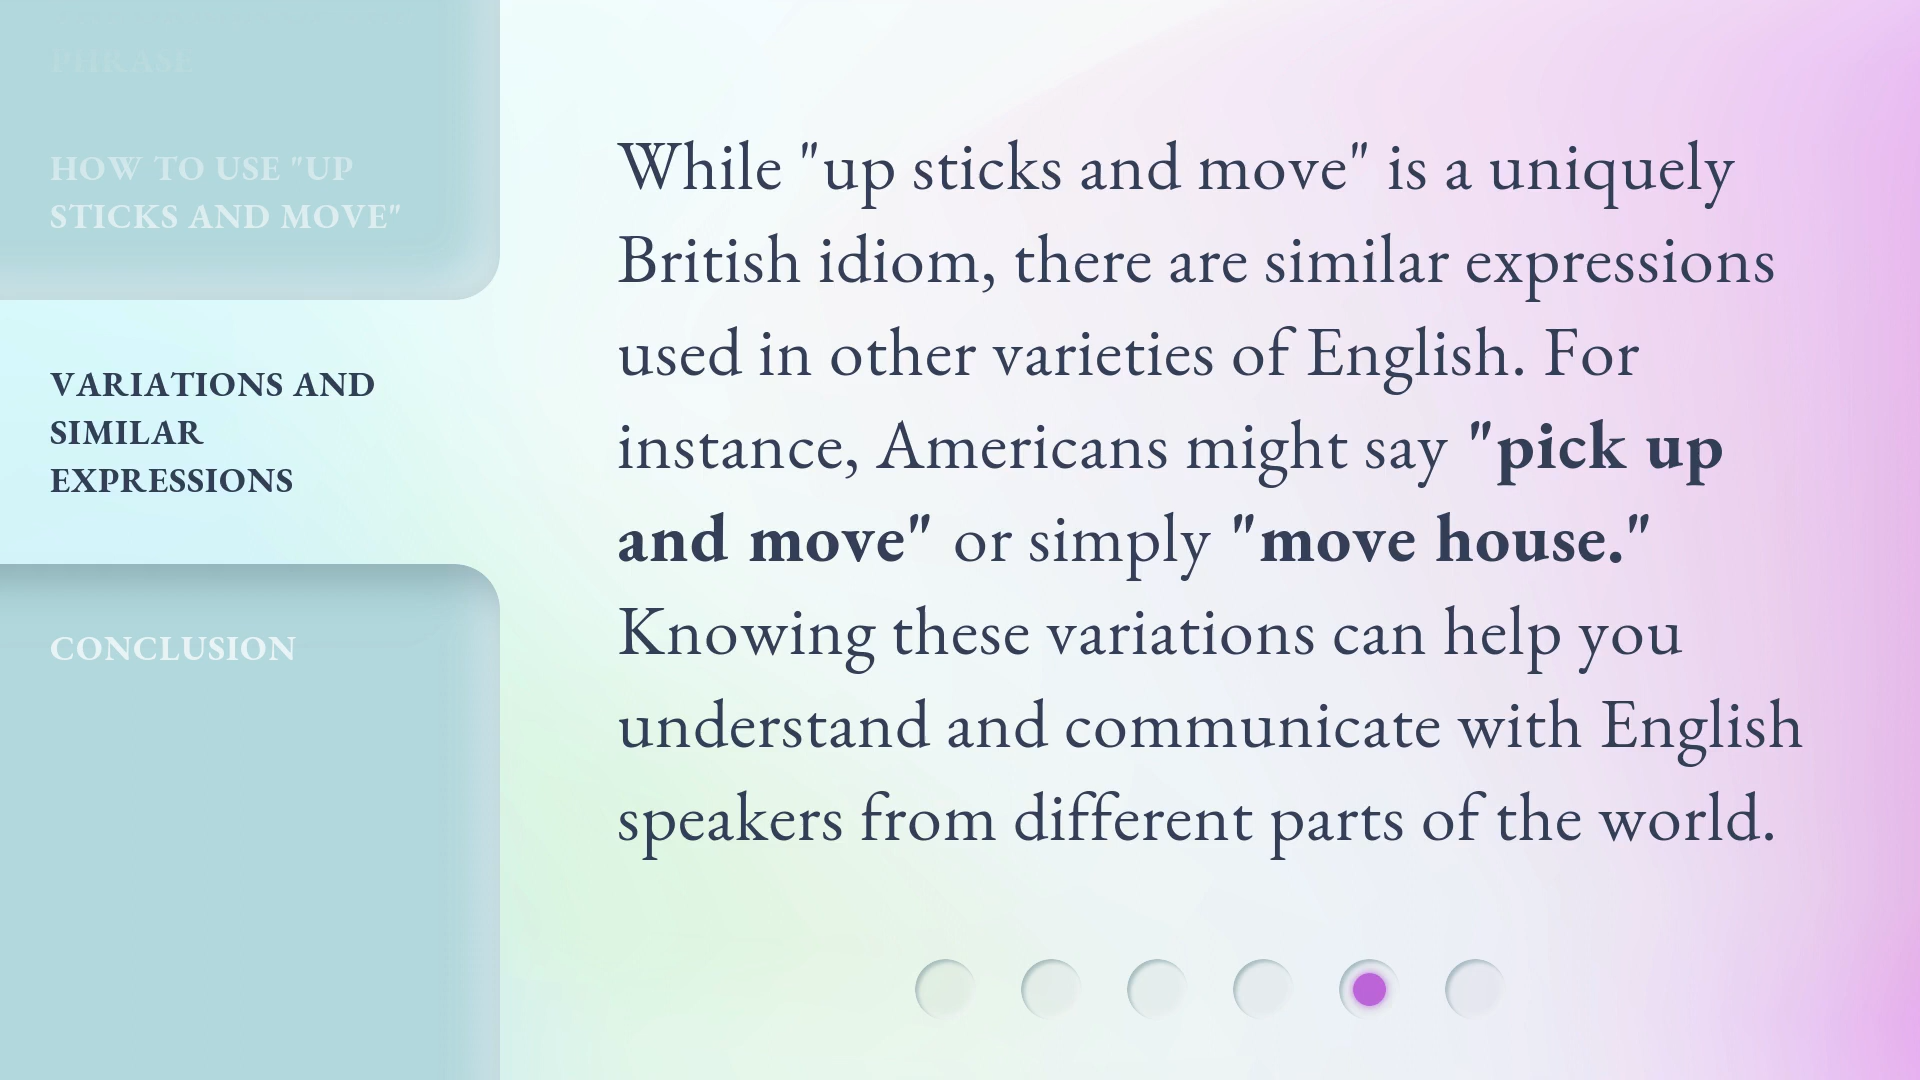 PHRASE
HOW TO USE "UP
STICKS AND MOVE"
VARIATIONS AND
SIMILAR
EXPRESSIONS
CONCLUSION
While "up sticks and move" is a uniquely
British idiom, there are similar expressions
used in other varieties of English. For
instance, Americans might say "pick up
and move" or simply "move house."
Knowing these variations can help you
understand and communicate with English
speakers from different parts of the world.